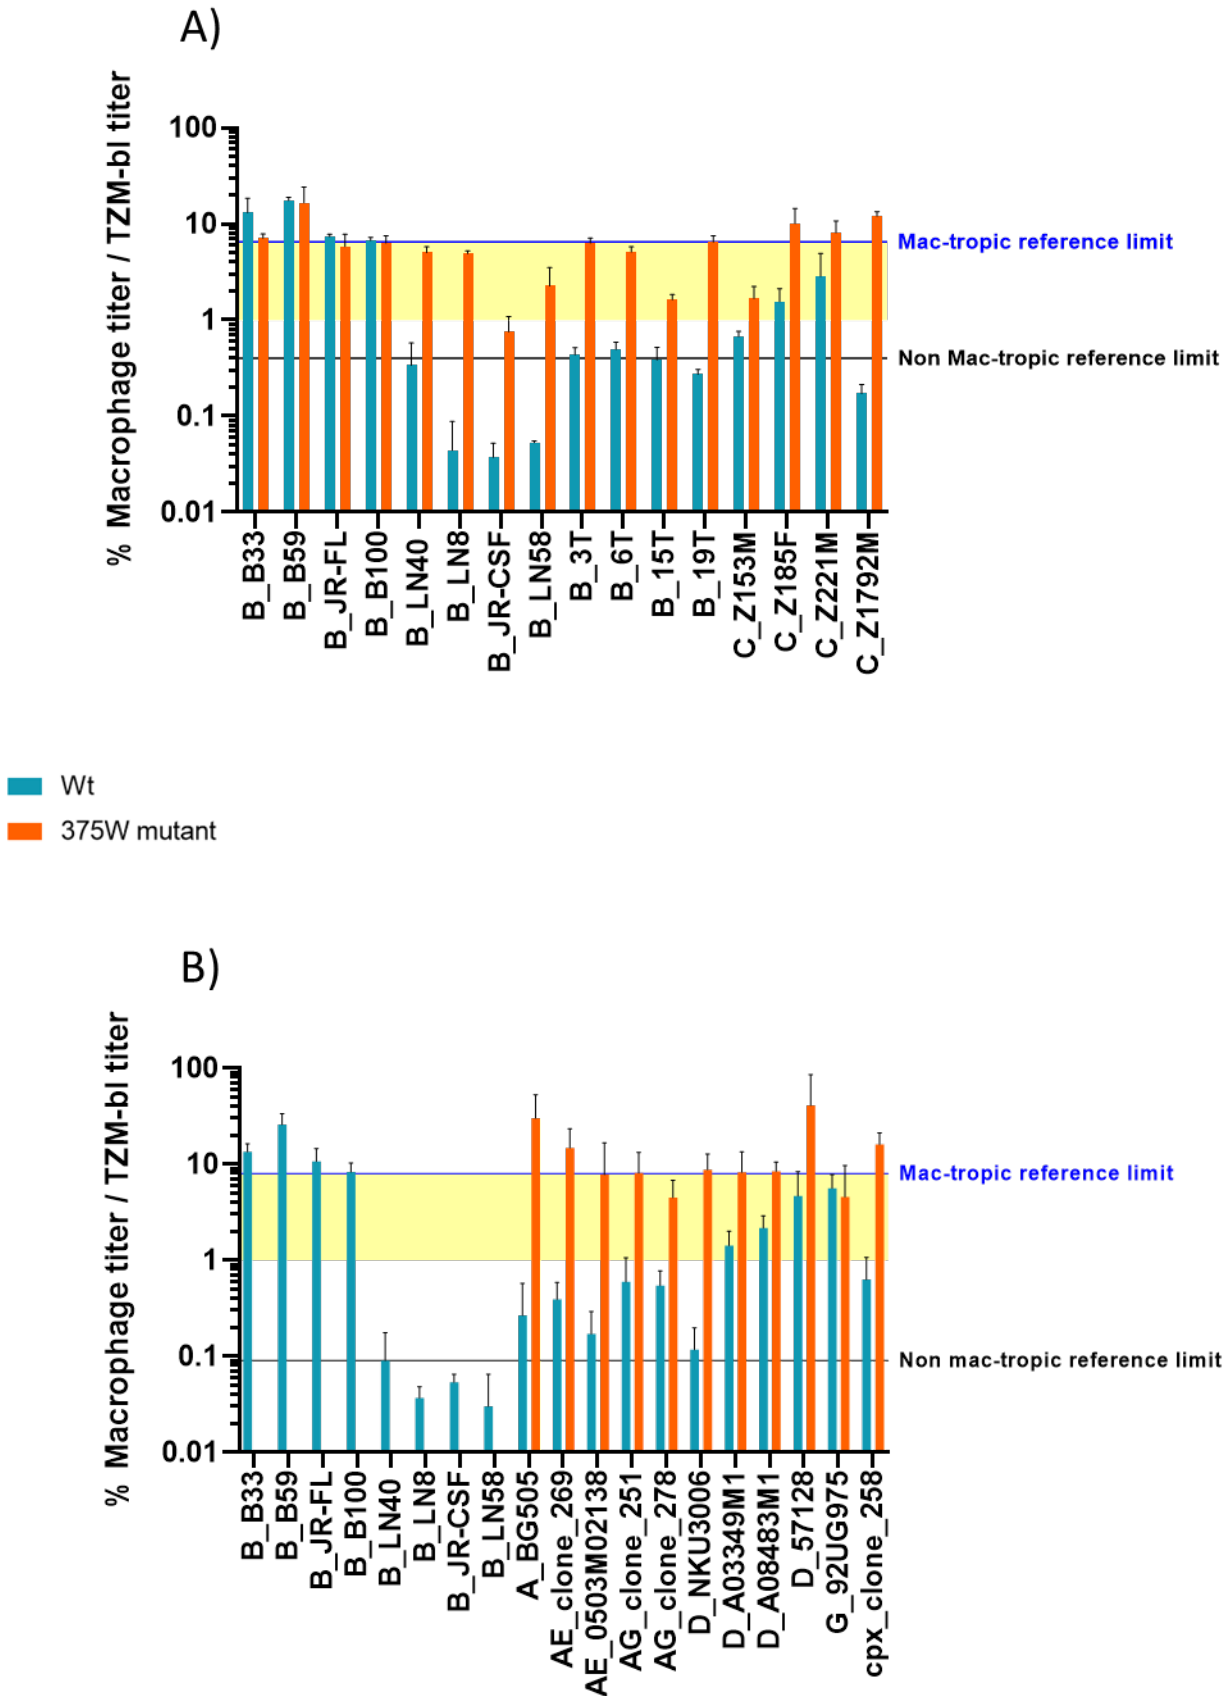 A)
% Macrophage titer / TZM-bl titer
100
10
1
0.1
0.01
Mac-tropic reference limit
Non Mac-tropic reference limit
B_B33
B_B59
B_JR-FL
B_B100
B_LN40
B_LN8
B_JR-CSF
B_LN58
B_3T
B_6T
B_15T
B_19T
C_Z153M
C_Z185F
C_Z221M
C_Z1792M
Wt
375W mutant
B)
% Macrophage titer / TZM-bl titer
100
10
1
0.1
0.01
Mac-tropic reference limit
Non mac-tropic reference limit
B_B33
B_B59
B_JR-FL
B_B100
B_LN40
B_LN8
B_JR-CSF
B_LN58
A_BG505
AE_clone_269
AE_0503M02138
AG_clone_251
AG_clone_278
D_NKU3006
D_A03349M1
D_A08483M1
D_57128
G_92UG975
cpx_clone_258